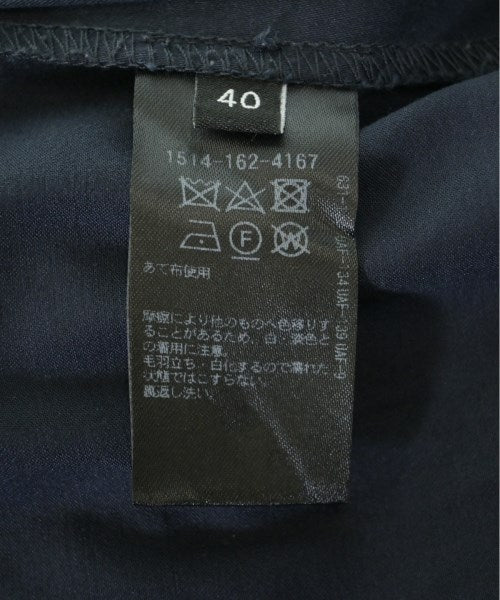 40
1514-162-4167
F
W
あて布使用
摩擦により他のものへ色移りす
ることがあるため、白・淡色と
の着用に注意。
毛羽立ち・白化するので濡れた
状態ではこすらない。
裏返し洗い。